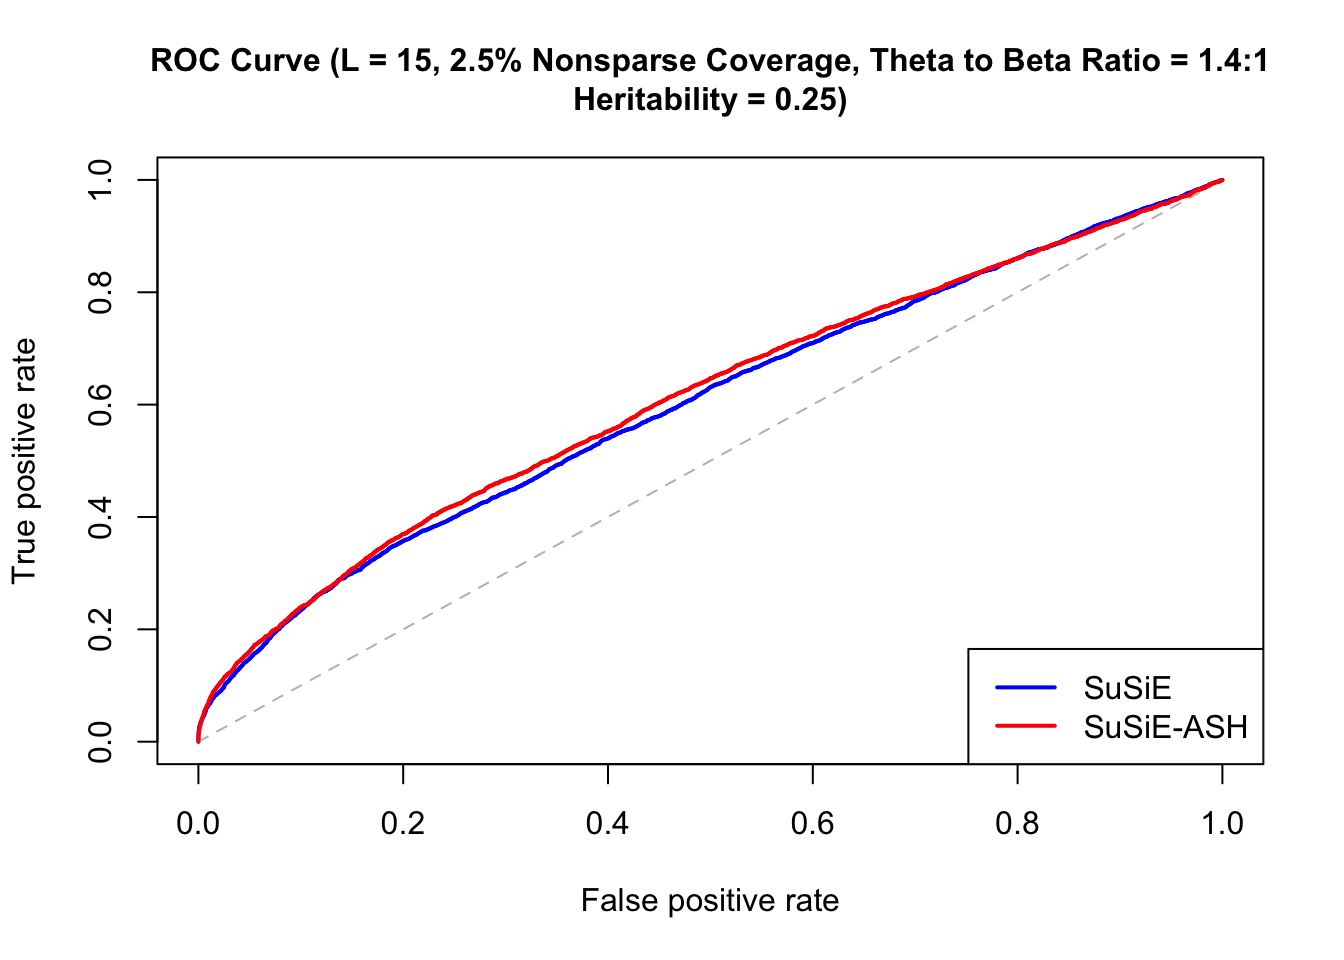 ROC Curve (L = 15, 2.5% Nonsparse Coverage, Theta to Beta Ratio = 1.4:1
Heritability = 0.25)
True positive rate
1.0
0.8
0.6
0.4
0.2
0.0
SuSiE
SuSiE-ASH
0.0 0.2 0.4 0.6 0.8 1.0
False positive rate